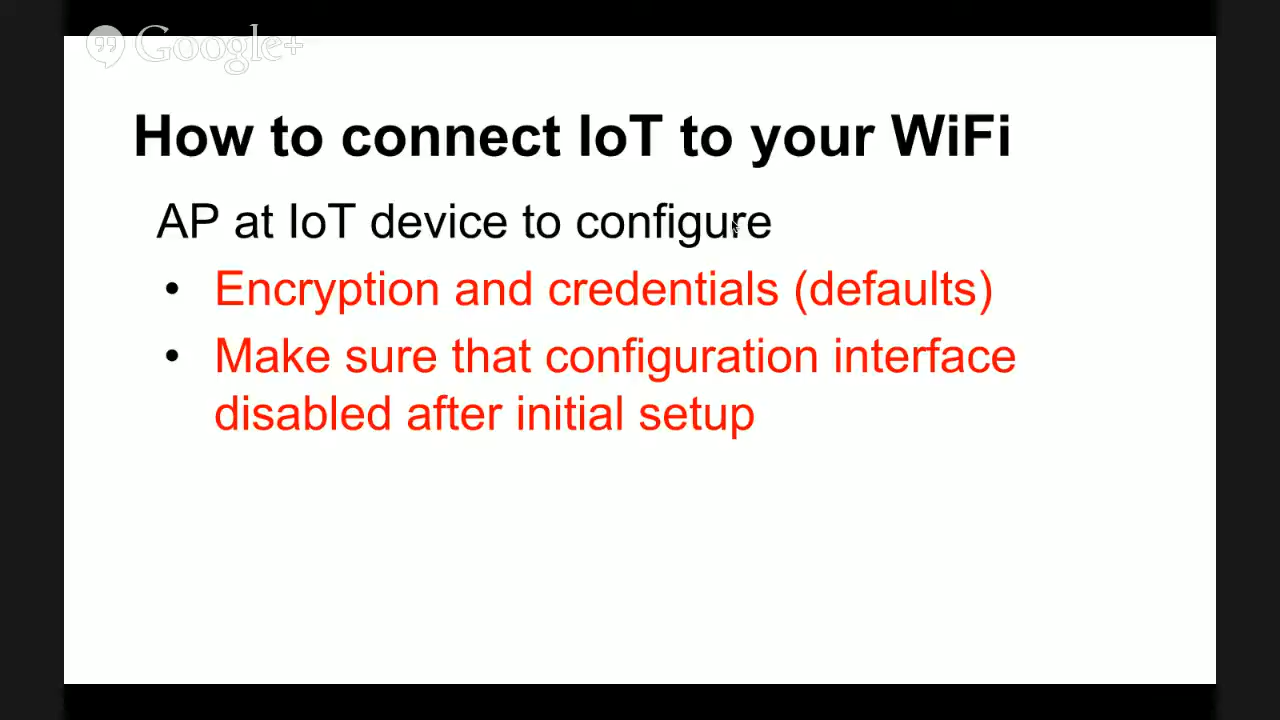 Google+
How to connect IoT to your WiFi
AP at IoT device to configure
• Encryption and credentials (defaults)
• Make sure that configuration interface
disabled after initial setup